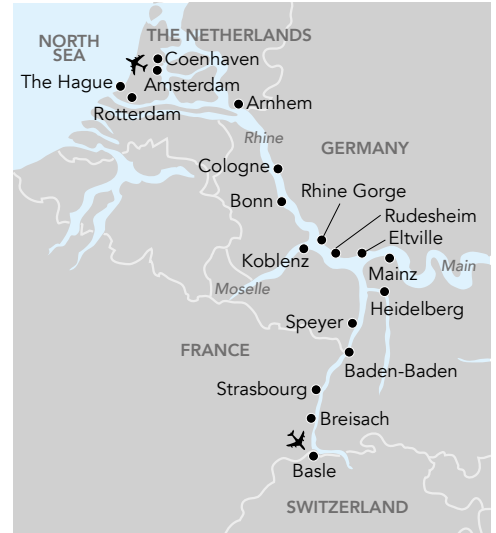 NORTH
SEA
THE NETHERLANDS
Coenhaven
The Hague
Amsterdam
Rotterdam
Arnhem
Rhine
GERMANY
Cologne
Rhine Gorge
Bonn
Rudesheim
Eltville
Koblenz
Mainz
Main
Moselle
Heidelberg
Speyer
FRANCE
Baden-Baden
Strasbourg
Breisach
Basle
SWITZERLAND